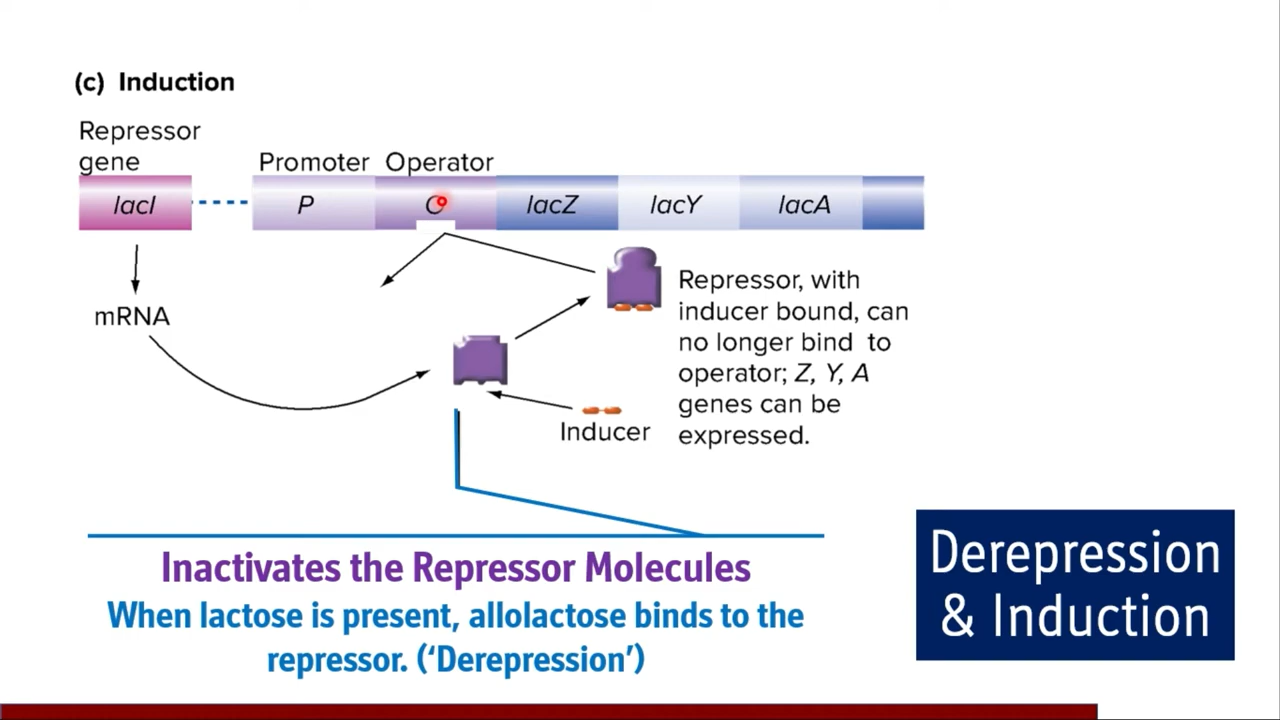 (c) Induction
Repressor
gene
Promoter Operator
lacI
P
O
lacZ
lacY
lacA
mRNA
Inducer
Repressor, with
inducer bound, can
no longer bind to
operator; Z, Y, A
genes can be
expressed.
Inactivates the Repressor Molecules
When lactose is present, allolactose binds to the
repressor. (‘Derepression’)
Derepression
& Induction